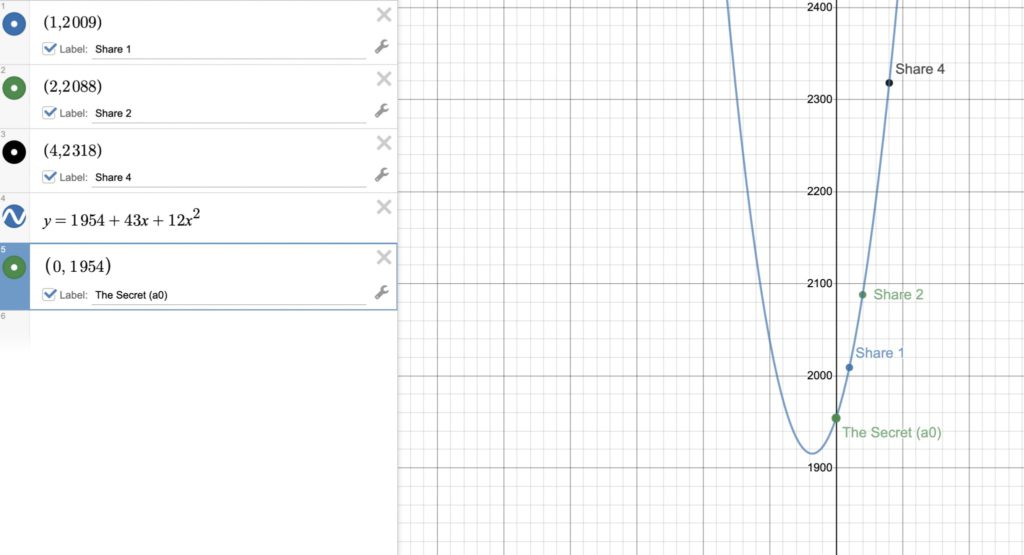 1
(1,2009)
Label: Share 1
2
(2,2088)
Label: Share 2
3
(4,2318)
Label: Share 4
4
y = 1954 + 43x + 12x²
5
(0, 1954)
Label: The Secret (a0)
6
2400
Share 4
2300
2200
2100
Share 2
Share 1
2000
The Secret (a0)
1900